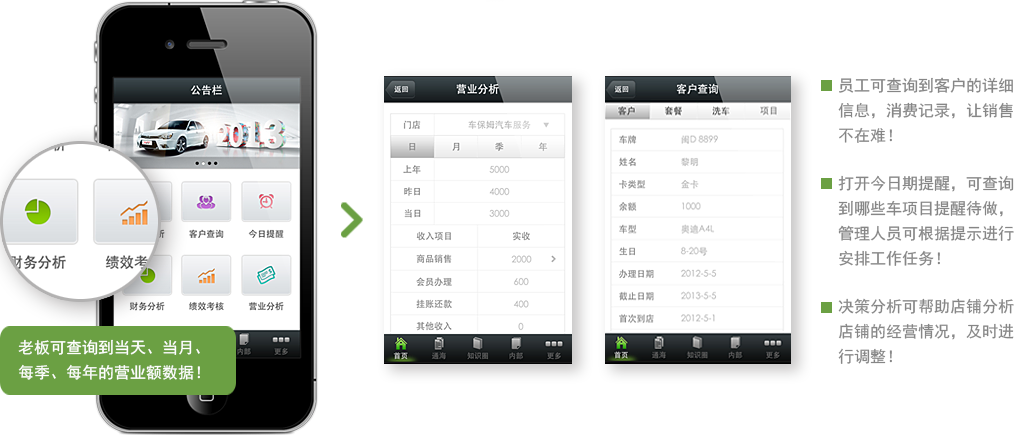 公告栏
2013
客户查询
今日提醒
财务分析
绩效考核
营业分析
内部
更多
财务分析
绩效考
老板可查询到当天、当月、
每季、每年的营业额数据！
返回
营业分析
门店 车保姆汽车服务
日 月 季 年
上年 5000
昨日 4000
当日 3000
收入项目 实收
商品销售 2000
会员办理 600
挂账还款 400
其他收入 0
首页 通海 知识圈 内部 更多
返回
客户查询
客户 套餐 洗车 项目
车牌 闽D 8899
姓名 黎明
卡类型 金卡
余额 1000
车型 奥迪A4L
生日 8-20号
办理日期 2012-5-5
截止日期 2013-5-5
首次到店 2012-5-1
首页 通海 知识圈 内部 更多
员工可查询到客户的详细
信息，消费记录，让销售
不在难！
打开今日期提醒，可查询
到哪些车项目提醒待做，
管理人员可根据提示进行
安排工作任务！
决策分析可帮助店铺分析
店铺的经营情况，及时进
行调整！